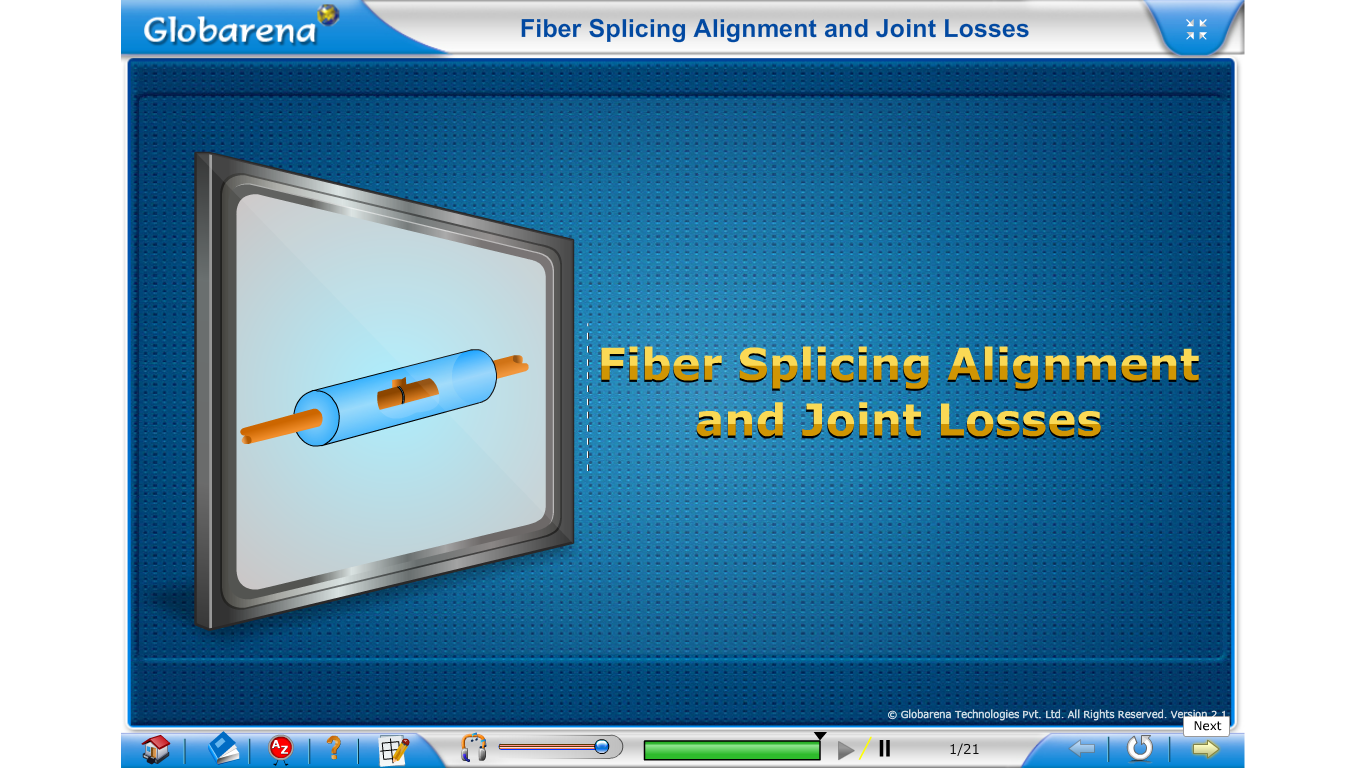 Globarena
Fiber Splicing Alignment and Joint Losses
Fiber Splicing Alignment
and Joint Losses
© Globarena Technologies Pvt. Ltd. All Rights Reserved. Version 2.1
Next
A Z
?
1/21